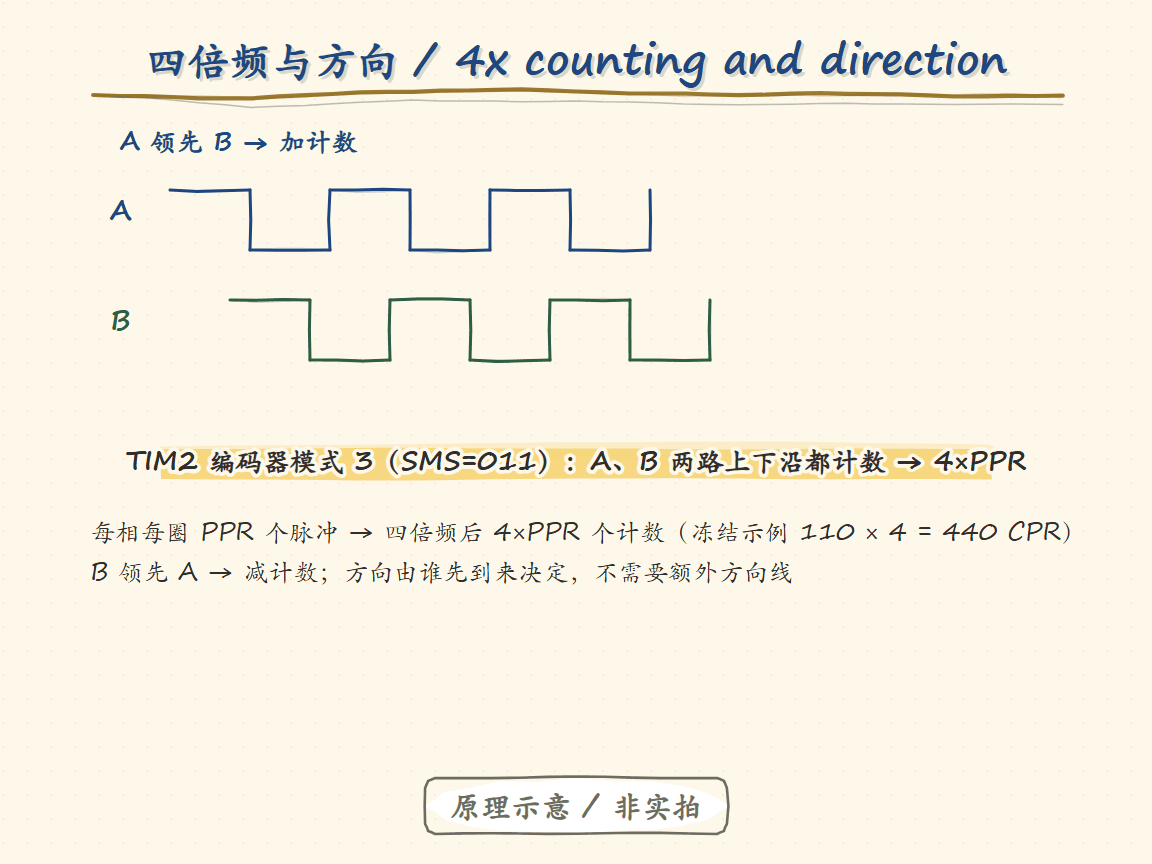 四倍频与方向 / 4x counting and direction
A 领先 B → 加计数
A
B
TIM2 编码器模式 3（SMS=011）：A、B 两路上下沿都计数 → 4×PPR
每相每圈 PPR 个脉冲 → 四倍频后 4×PPR 个计数（冻结示例 110 × 4 = 440 CPR）
B 领先 A → 减计数；方向由谁先到来决定，不需要额外方向线
原理示意 / 非实拍